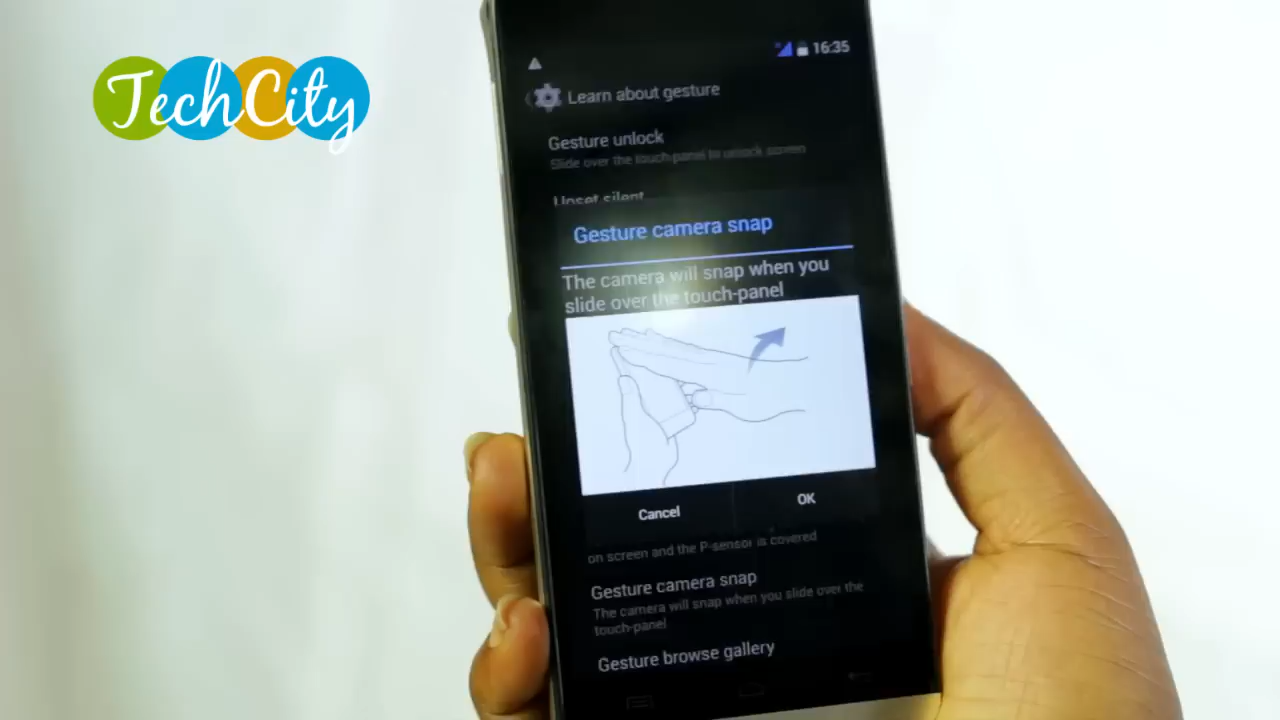 TechCity
16:35
Learn about gesture
Gesture unlock
Slide over the touch-panel to unlock screen
Upset silent
Gesture camera snap
The camera will snap when you
slide over the touch-panel
Cancel
OK
on screen and the P-sensor is covered
Gesture camera snap
The camera will snap when you slide over the
touch-panel
Gesture browse gallery